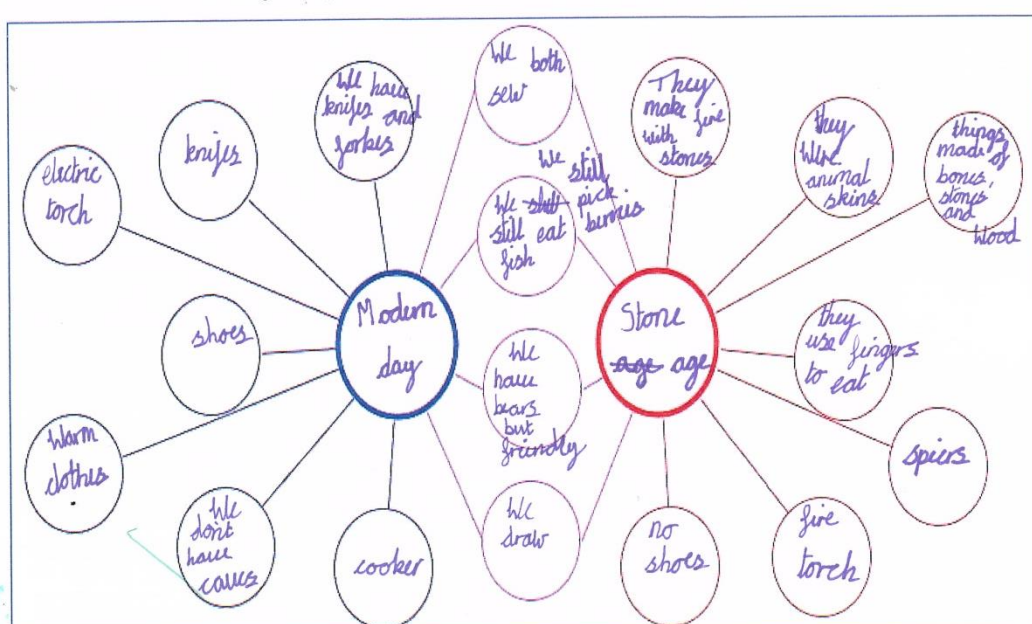 We have
knifes and
forkes
knifes
electric
torch
shoes
warm
clothes
.
We
don't
have
caves
cooker
Modern
day
We both
sew
We still
pick
berries
We still
still eat
fish
We
have
bears
but
friendly
We
draw
Stone
age age
They
make fire
with
stones
they
were
animal
skins
things
made of
bones,
stones
and
wood
they
use fingers
to eat
spiers
fire
torch
no
shoes